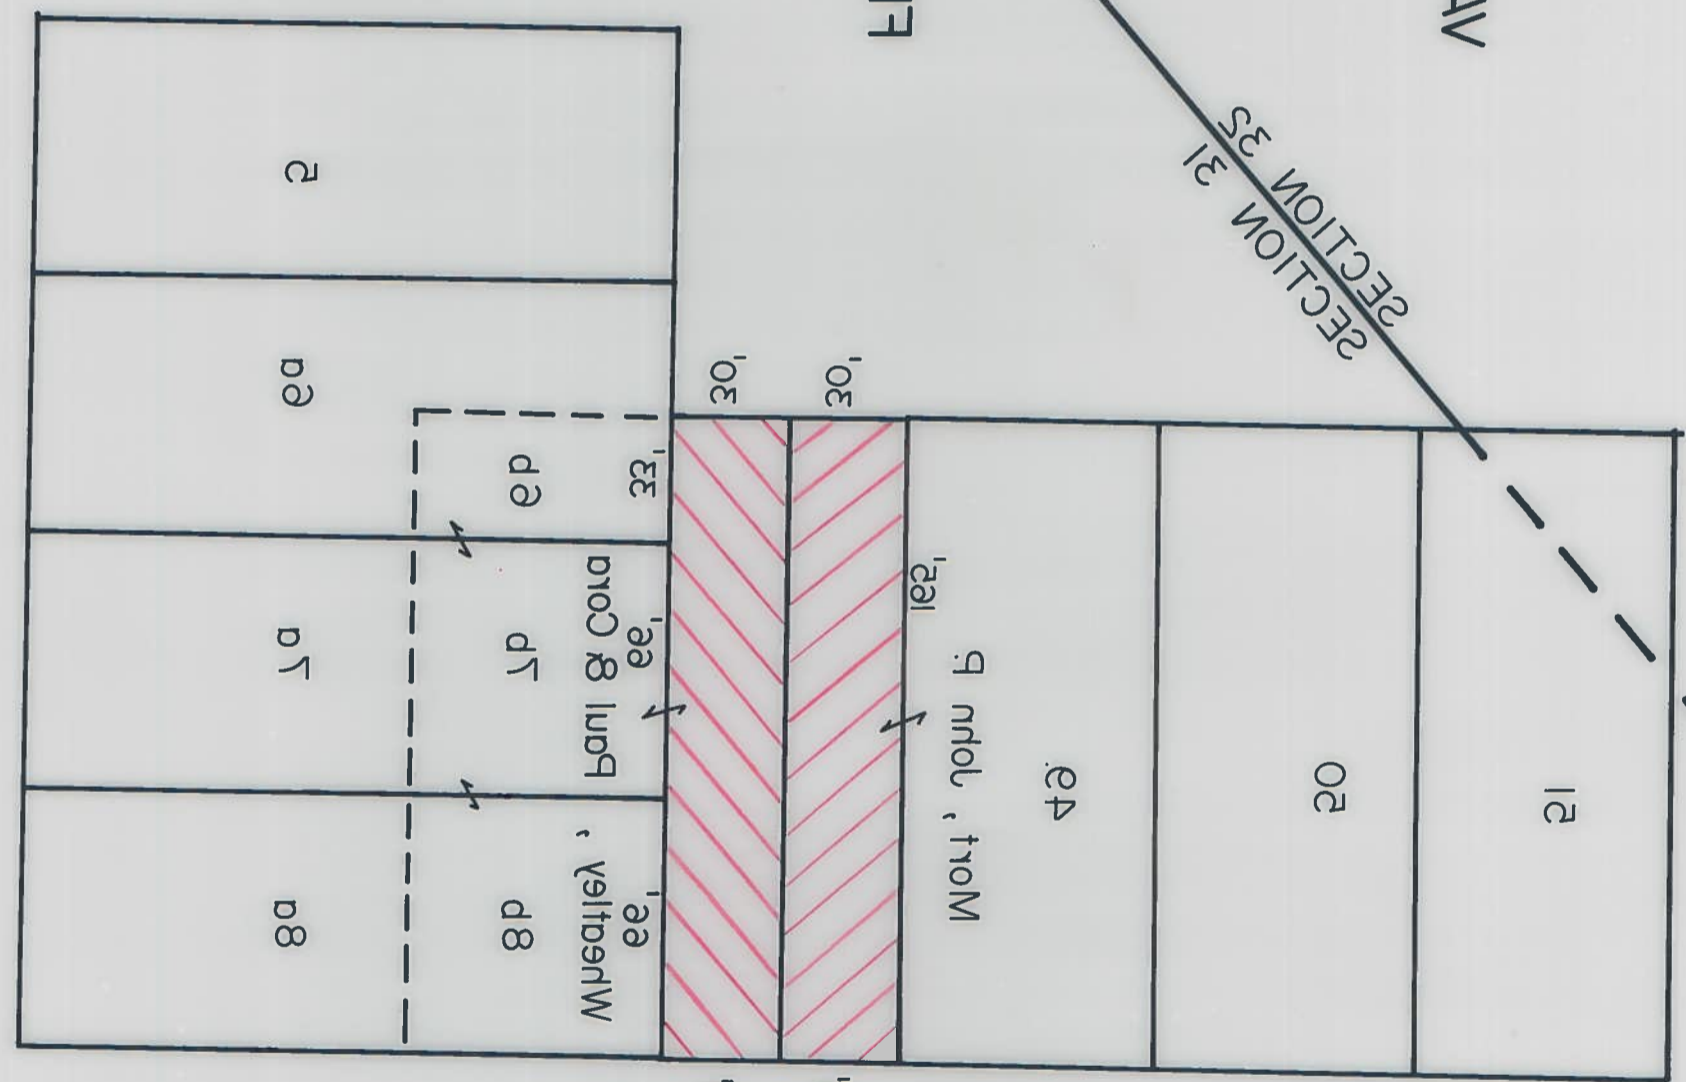 51
50
SECTION 32
SECTION 31
49
Mort, John P.
165'
30'
30'
66' 66' 33'
Wheatley, Paul & Cora
8b 7b 6b
8a 7a 6a 5